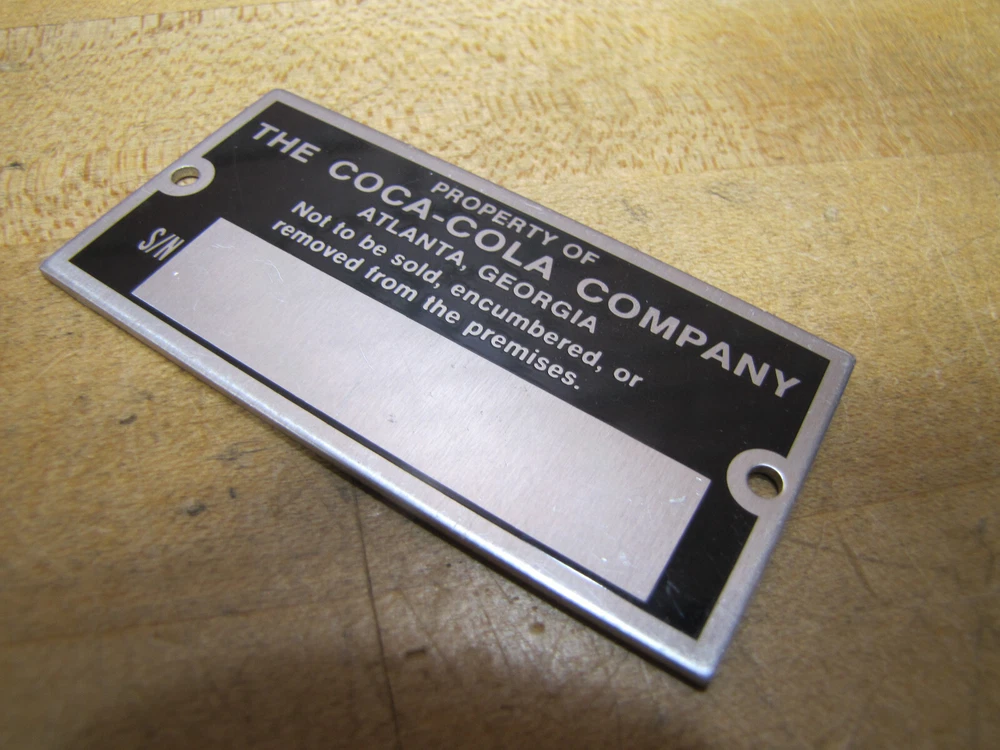 PROPERTY OF
THE COCA-COLA COMPANY
ATLANTA, GEORGIA
Not to be sold, encumbered, or
removed from the premises.
S/N